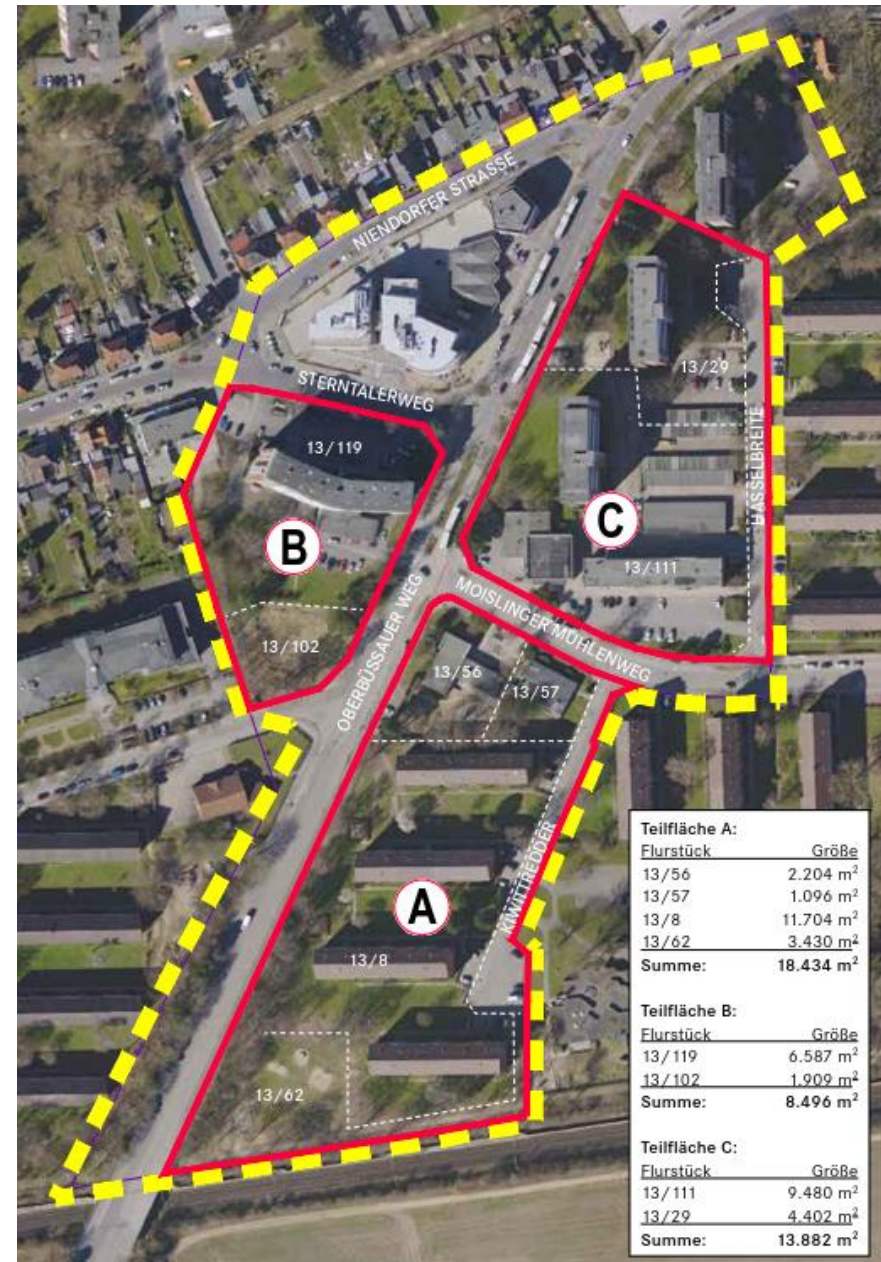 NIENDORFER STRASSE
STERNTALERWEG
13/29
13/119
HASSELBREITE
B
C
13/111
OBERBÜSSAUER WEG
MOISLINGER MÜHLENWEG
13/102
13/56
13/57
KIWITTREDDER
A
13/8
13/62
Teilfläche A:
Flurstück Größe
13/56 2.204 m²
13/57 1.096 m²
13/8 11.704 m²
13/62 3.430 m²
Summe: 18.434 m²
Teilfläche B:
Flurstück Größe
13/119 6.587 m²
13/102 1.909 m²
Summe: 8.496 m²
Teilfläche C:
Flurstück Größe
13/111 9.480 m²
13/29 4.402 m²
Summe: 13.882 m²